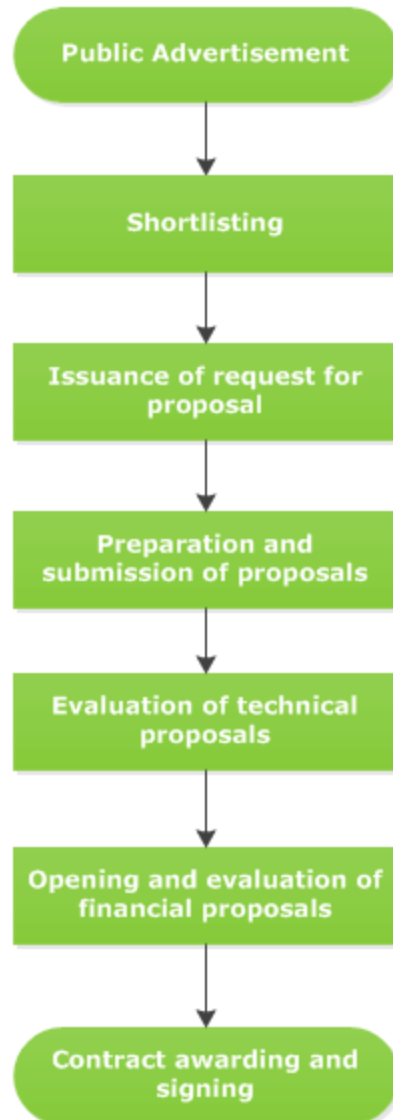 Public Advertisement
Shortlisting
Issuance of request for
proposal
Preparation and
submission of proposals
Evaluation of technical
proposals
Opening and evaluation of
financial proposals
Contract awarding and
signing